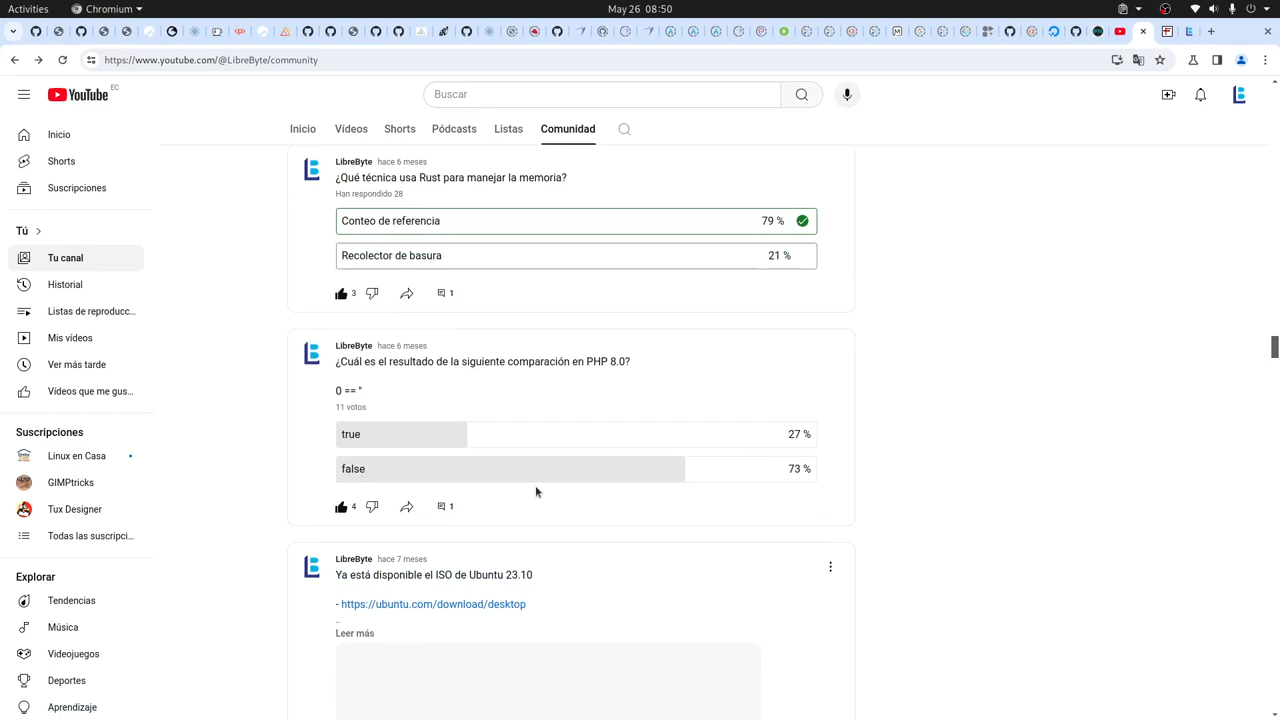 Activities
Chromium
May 26 08:50
https://www.youtube.com/@LibreByte/community
YouTube
EC
Buscar
Inicio
Vídeos
Shorts
Pódcasts
Listas
Comunidad
Inicio
Shorts
Suscripciones
Tú
Tu canal
Historial
Listas de reproducc...
Mis vídeos
Ver más tarde
Vídeos que me gus...
Suscripciones
Linux en Casa
GIMPtricks
Tux Designer
Todas las suscripci...
Explorar
Tendencias
Música
Videojuegos
Deportes
Aprendizaje
LibreByte hace 6 meses
¿Qué técnica usa Rust para manejar la memoria?
Han respondido 28
Conteo de referencia 79 %
Recolector de basura 21 %
3 1
LibreByte hace 6 meses
¿Cuál es el resultado de la siguiente comparación en PHP 8.0?
0 == ''
11 votos
true 27 %
false 73 %
4 1
LibreByte hace 7 meses
Ya está disponible el ISO de Ubuntu 23.10
- https://ubuntu.com/download/desktop
..
Leer más